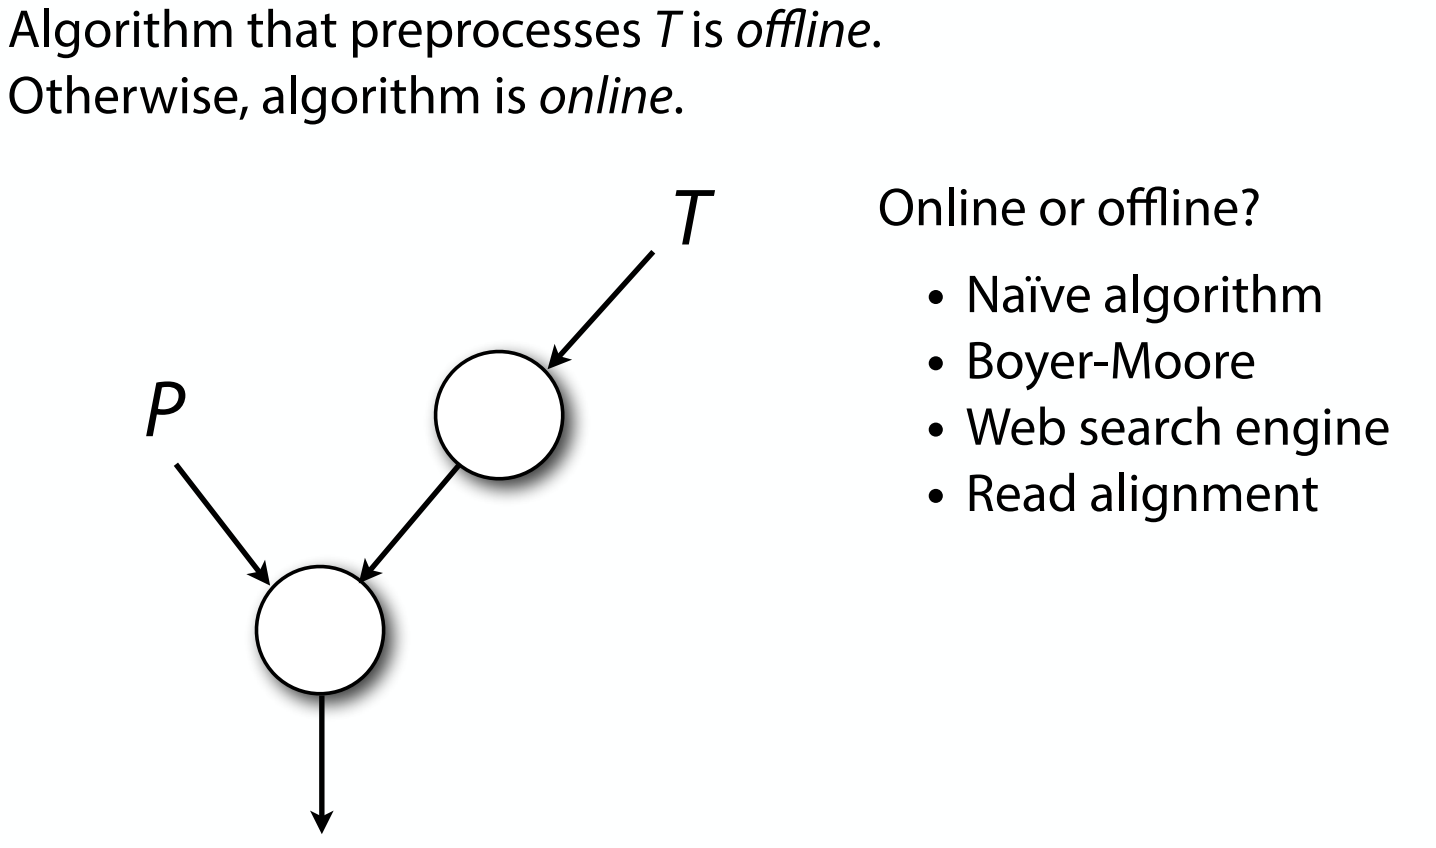 Algorithm that preprocesses T is offline.
Otherwise, algorithm is online.
T
P
Online or offline?
• Naïve algorithm
• Boyer-Moore
• Web search engine
• Read alignment